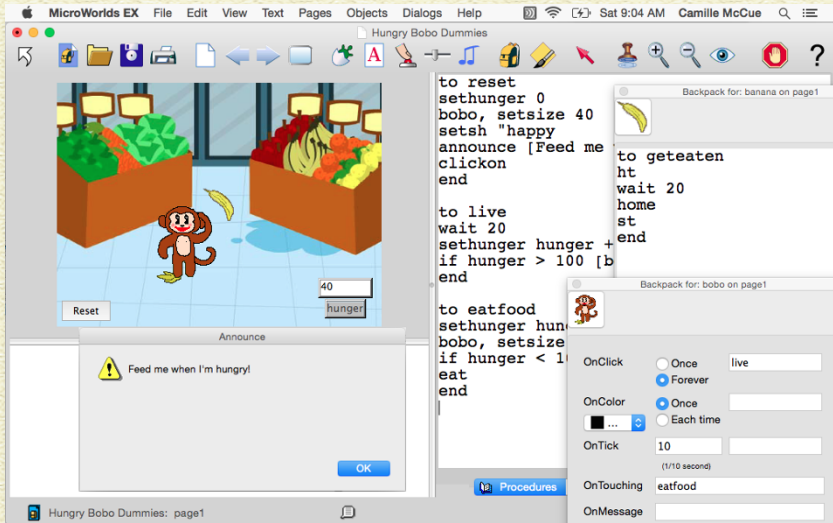 MicroWorlds EX File Edit View Text Pages Objects Dialogs Help Sat 9:04 AM Camille McCue
Hungry Bobo Dummies
A
?
Reset
40
hunger
Announce
Feed me when I'm hungry!
OK
to reset
sethunger 0
bobo, setsize 40
setsh "happy
announce [Feed me
clickon
end
to live
wait 20
sethunger hunger +
if hunger > 100 [b
end
to eatfood
sethunger hun
bobo, setsize
if hunger < 10
eat
end
Procedures
Backpack for: banana on page1
to geteaten
ht
wait 20
home
st
end
Backpack for: bobo on page1
OnClick Once live
Forever
OnColor Once
... Each time
OnTick 10
(1/10 second)
OnTouching eatfood
OnMessage
Hungry Bobo Dummies: page1